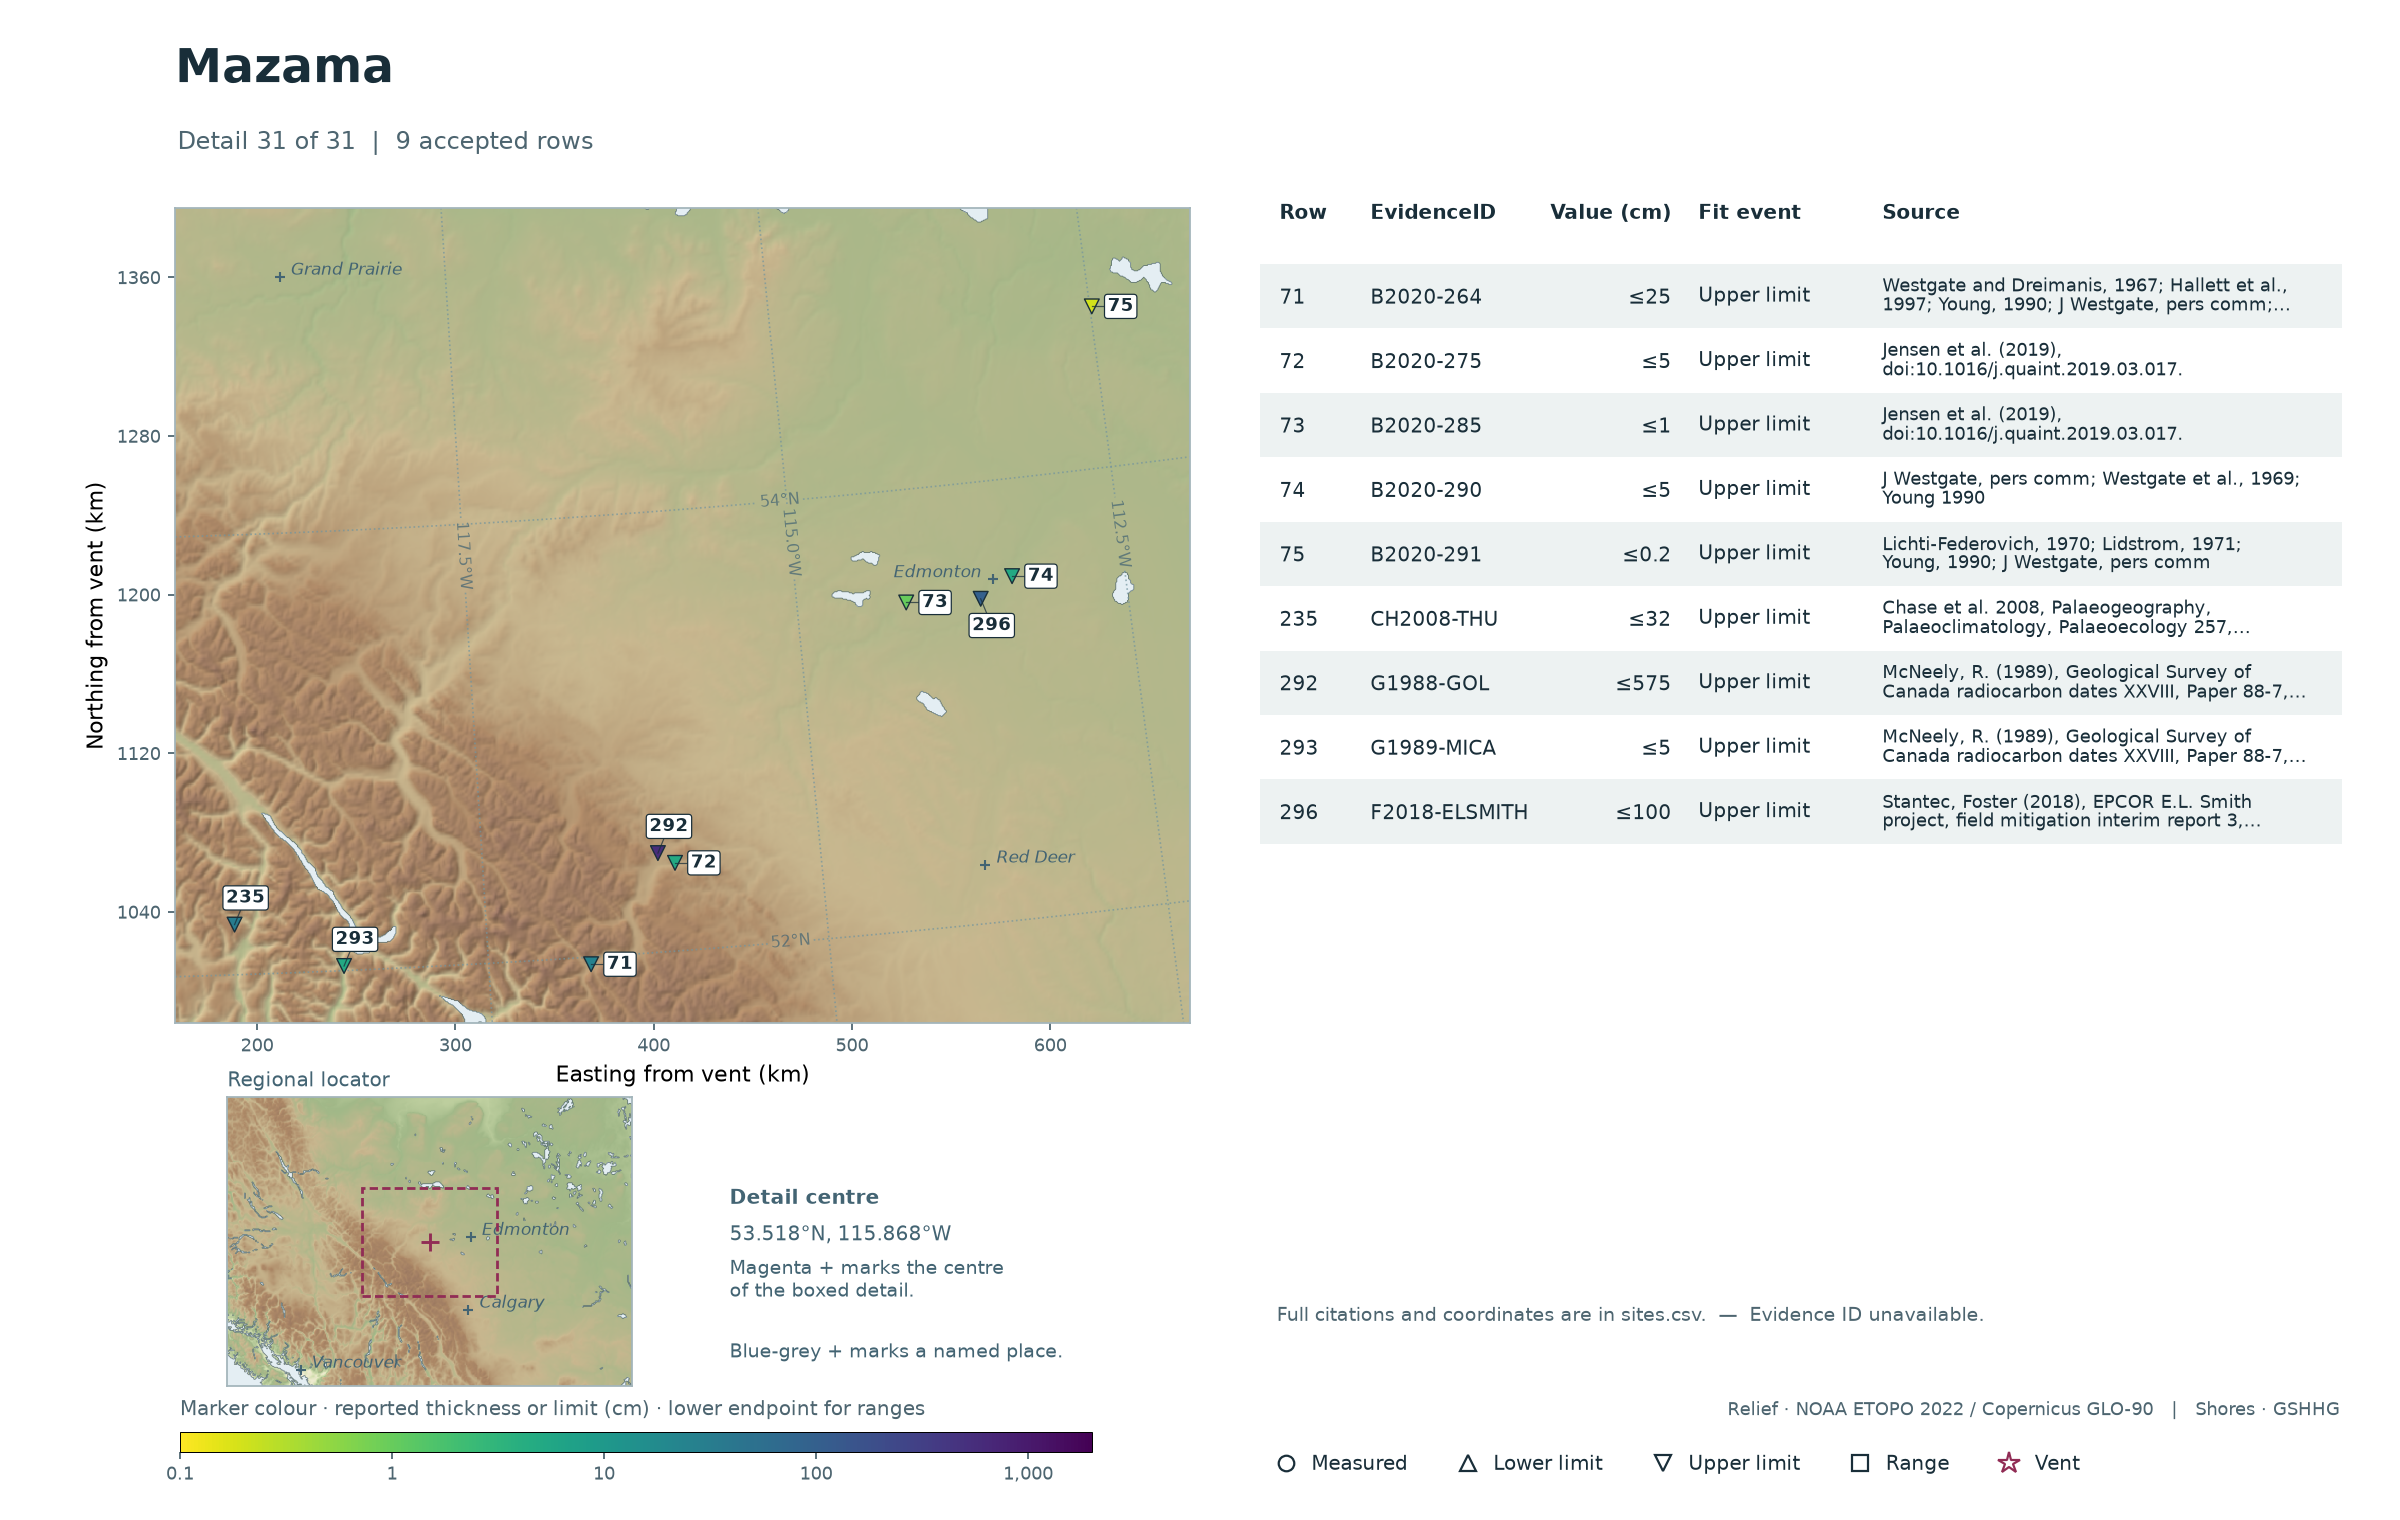 Mazama
Detail 31 of 31 | 9 accepted rows
Northing from vent (km)
1360
1280
1200
1120
1040
Grand Prairie
75
54°N
117.5°W
115.0°W
112.5°W
Edmonton
74
73
296
292
72
Red Deer
235
293
71
52°N
200
300
400
500
600
Easting from vent (km)
Row EvidenceID Value (cm) Fit event Source
71 B2020-264 ≤25 Upper limit Westgate and Dreimanis, 1967; Hallett et al.,
1997; Young, 1990; J Westgate, pers comm;…
72 B2020-275 ≤5 Upper limit Jensen et al. (2019),
doi:10.1016/j.quaint.2019.03.017.
73 B2020-285 ≤1 Upper limit Jensen et al. (2019),
doi:10.1016/j.quaint.2019.03.017.
74 B2020-290 ≤5 Upper limit J Westgate, pers comm; Westgate et al., 1969;
Young 1990
75 B2020-291 ≤0.2 Upper limit Lichti-Federovich, 1970; Lidstrom, 1971;
Young, 1990; J Westgate, pers comm
235 CH2008-THU ≤32 Upper limit Chase et al. 2008, Palaeogeography,
Palaeoclimatology, Palaeoecology 257,…
292 G1988-GOL ≤575 Upper limit McNeely, R. (1989), Geological Survey of
Canada radiocarbon dates XXVIII, Paper 88-7,…
293 G1989-MICA ≤5 Upper limit McNeely, R. (1989), Geological Survey of
Canada radiocarbon dates XXVIII, Paper 88-7,…
296 F2018-ELSMITH ≤100 Upper limit Stantec, Foster (2018), EPCOR E.L. Smith
project, field mitigation interim report 3,…
Regional locator
Edmonton
Calgary
Vancouver
Detail centre
53.518°N, 115.868°W
Magenta + marks the centre
of the boxed detail.
Blue-grey + marks a named place.
Full citations and coordinates are in sites.csv. — Evidence ID unavailable.
Marker colour · reported thickness or limit (cm) · lower endpoint for ranges
0.1 1 10 100 1,000
Relief · NOAA ETOPO 2022 / Copernicus GLO-90 | Shores · GSHHG
Measured Lower limit Upper limit Range Vent